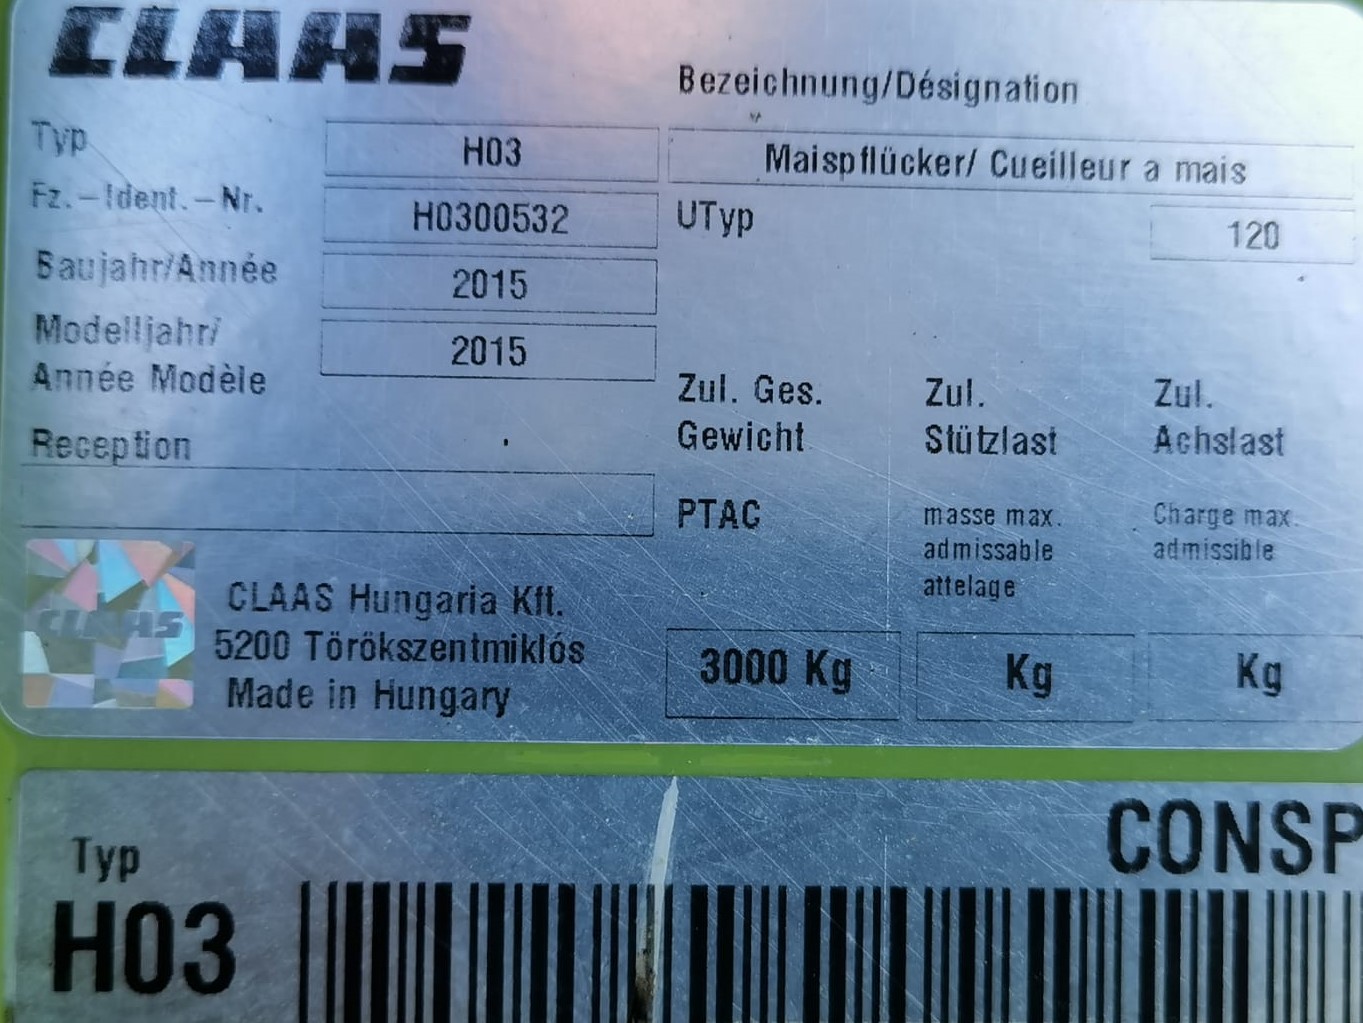 CLAAS
Bezeichnung/Désignation
Typ H03 Maispflücker/ Cueilleur a mais
Fz.-Ident.-Nr. H0300532 UTyp 120
Baujahr/Année 2015
Modelljahr/ 2015
Année Modèle
Zul. Ges. Zul. Zul.
Gewicht Stützlast Achslast
Reception
PTAC masse max. Charge max.
admissable admissible
attelage
CLAAS
CLAAS Hungaria Kft.
5200 Törökszentmiklós
Made in Hungary
3000 Kg Kg Kg
Typ CONSP
H03